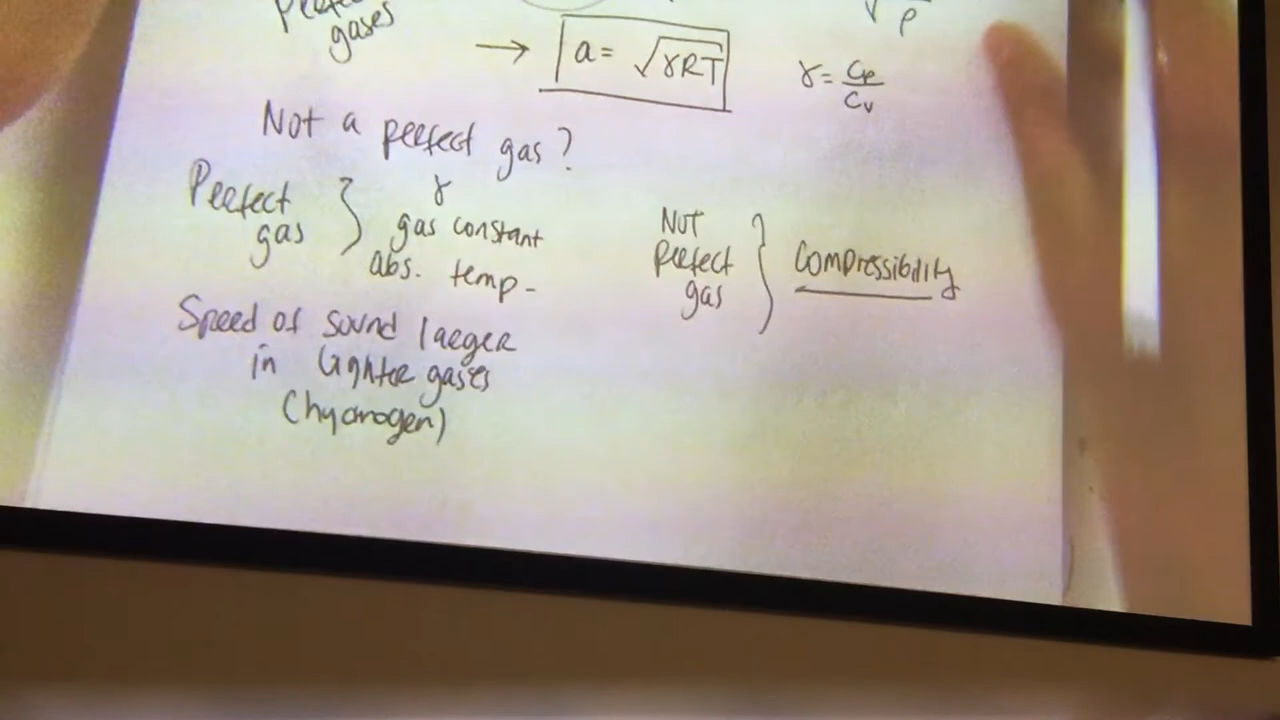 gases
→ a = √γRT
γ = Cp/Cv
Not a perfect gas?
Perfect gas } γ
gas constant
abs. temp-
Not perfect gas } Compressibility
Speed of sound larger
in lighter gases
(hydrogen)